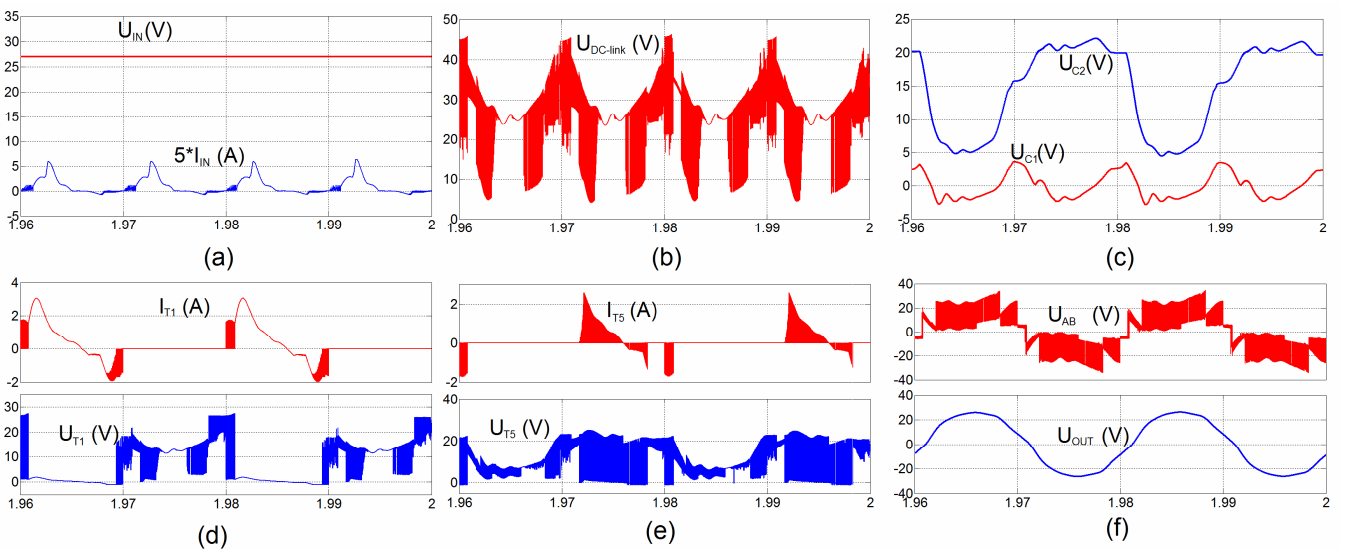 35
30
25
20
15
10
5
0
-5
U_IN (V)
5*I_IN (A)
1.96 1.97 1.98 1.99 2
(a)
50
40
30
20
10
0
U_DC-link (V)
1.96 1.97 1.98 1.99 2
(b)
25
20
15
10
5
0
-5
U_C2(V)
U_C1(V)
1.96 1.97 1.98 1.99 2
(c)
4
2
0
-2
I_T1 (A)
30
20
10
0
U_T1 (V)
1.96 1.97 1.98 1.99 2
(d)
2
0
2
I_T5 (A)
40
20
0
U_T5 (V)
1.96 1.97 1.98 1.99 2
(e)
40
20
0
-20
-40
U_AB (V)
40
20
0
-20
-40
U_OUT (V)
1.96 1.97 1.98 1.99 2
(f)